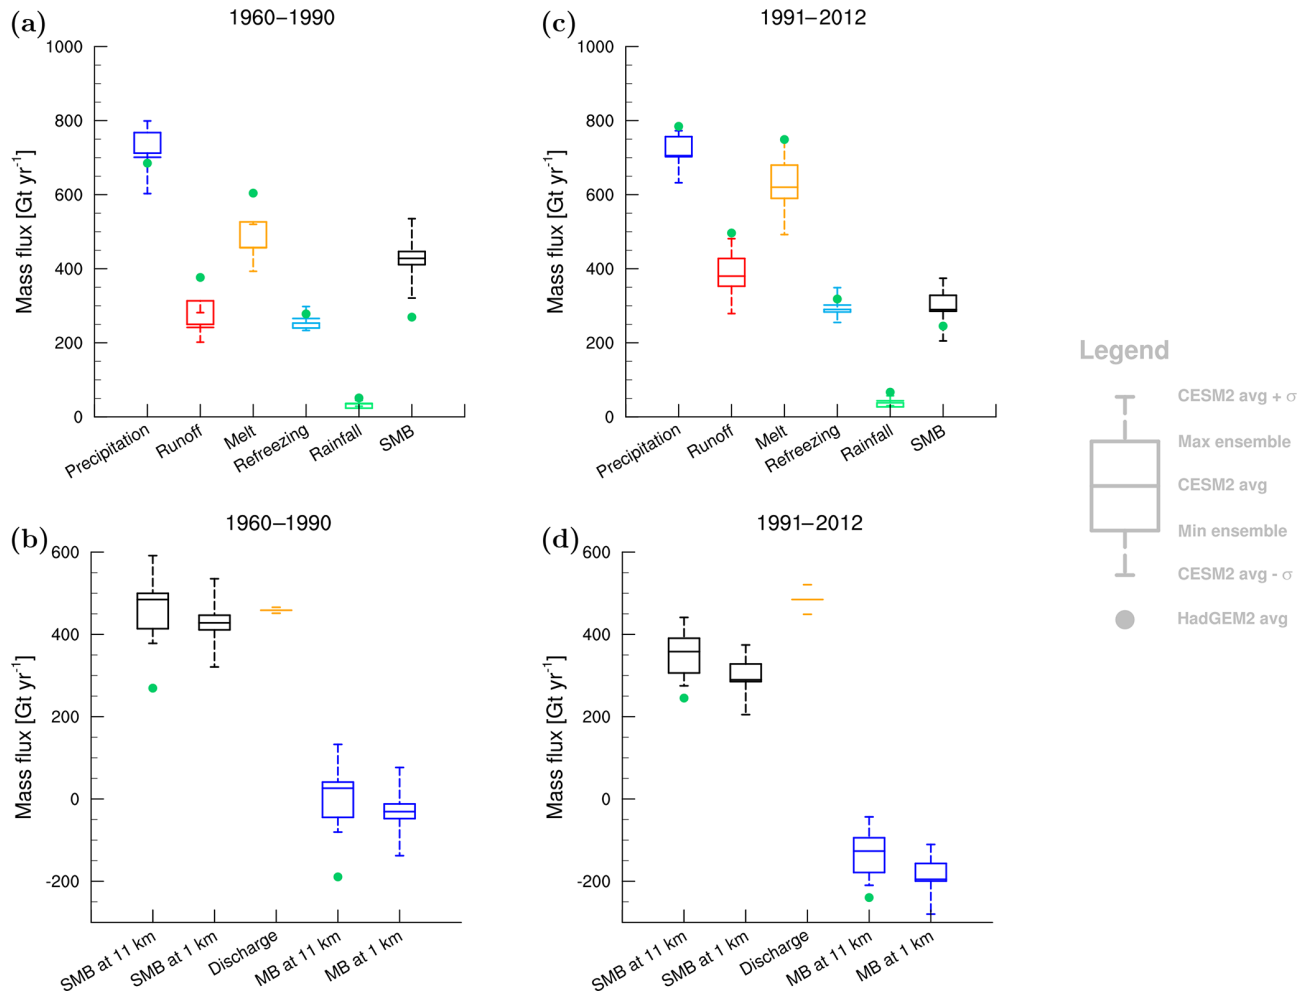 (a)
1960–1990
Mass flux [Gt yr-1]
1000
800
600
400
200
0
Precipitation
Runoff
Melt
Refreezing
Rainfall
SMB
(c)
1991–2012
Mass flux [Gt yr-1]
1000
800
600
400
200
0
Precipitation
Runoff
Melt
Refreezing
Rainfall
SMB
Legend
CESM2 avg + σ
Max ensemble
CESM2 avg
Min ensemble
CESM2 avg - σ
HadGEM2 avg
(b)
1960–1990
Mass flux [Gt yr-1]
600
400
200
0
-200
SMB at 11 km
SMB at 1 km
Discharge
MB at 11 km
MB at 1 km
(d)
1991–2012
Mass flux [Gt yr-1]
600
400
200
0
-200
SMB at 11 km
SMB at 1 km
Discharge
MB at 11 km
MB at 1 km